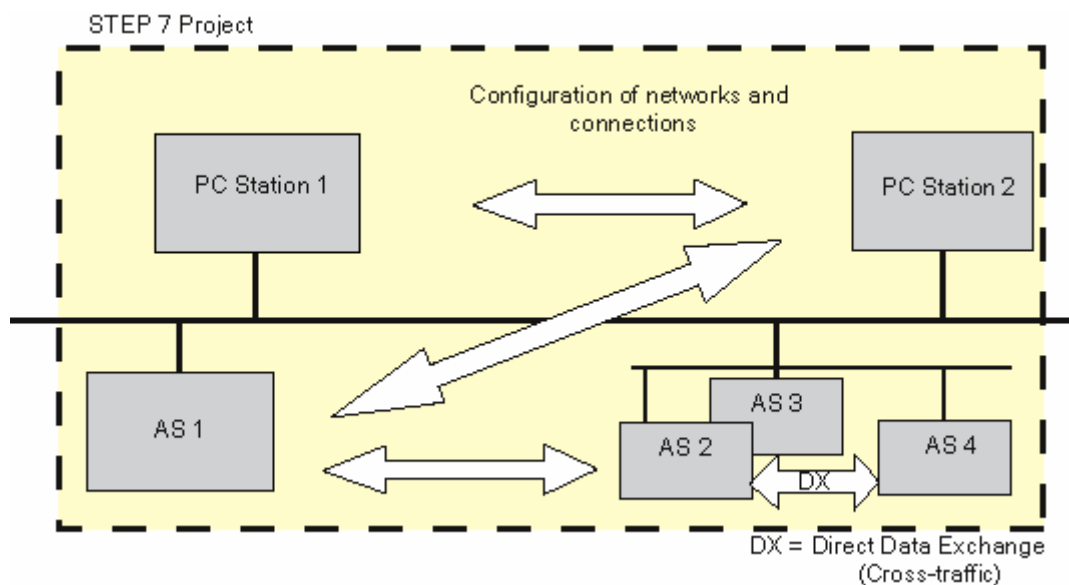 STEP 7 Project
Configuration of networks and
connections
PC Station 1
PC Station 2
AS 1
AS 3
AS 2
AS 4
DX
DX = Direct Data Exchange
(Cross-traffic)